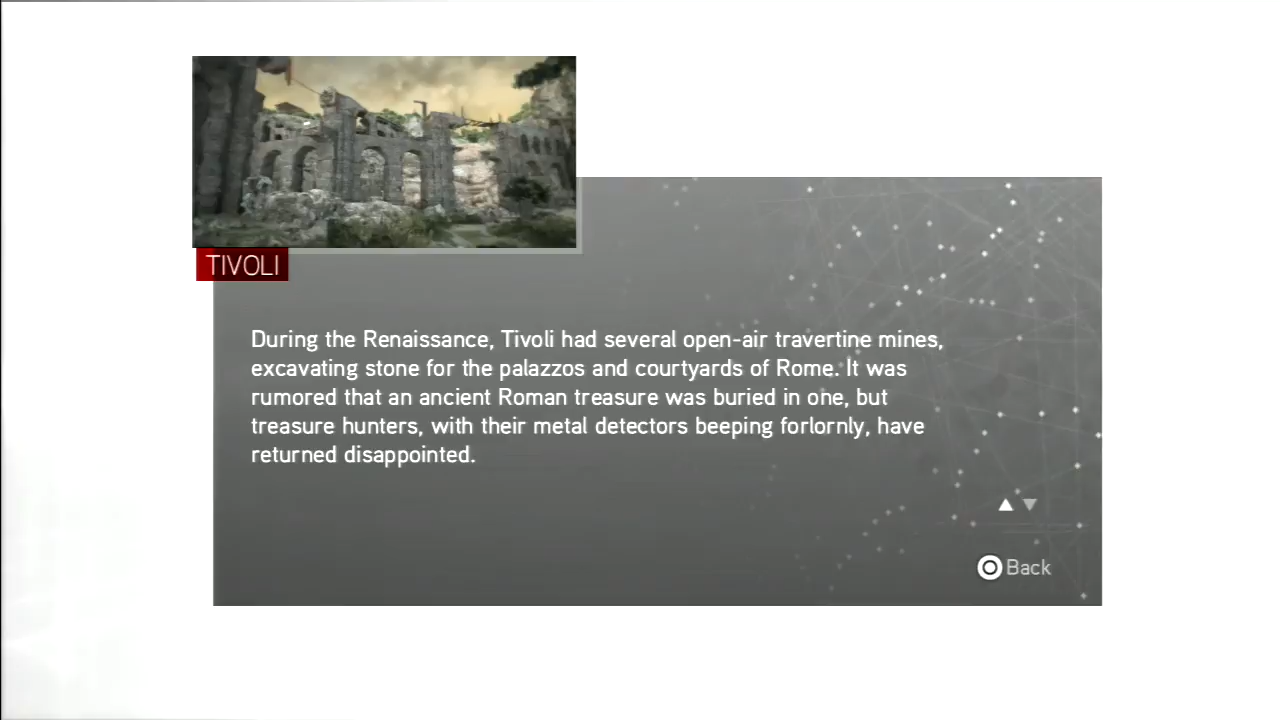 TIVOLI
During the Renaissance, Tivoli had several open-air travertine mines,
excavating stone for the palazzos and courtyards of Rome. It was
rumored that an ancient Roman treasure was buried in one, but
treasure hunters, with their metal detectors beeping forlornly, have
returned disappointed.
Back